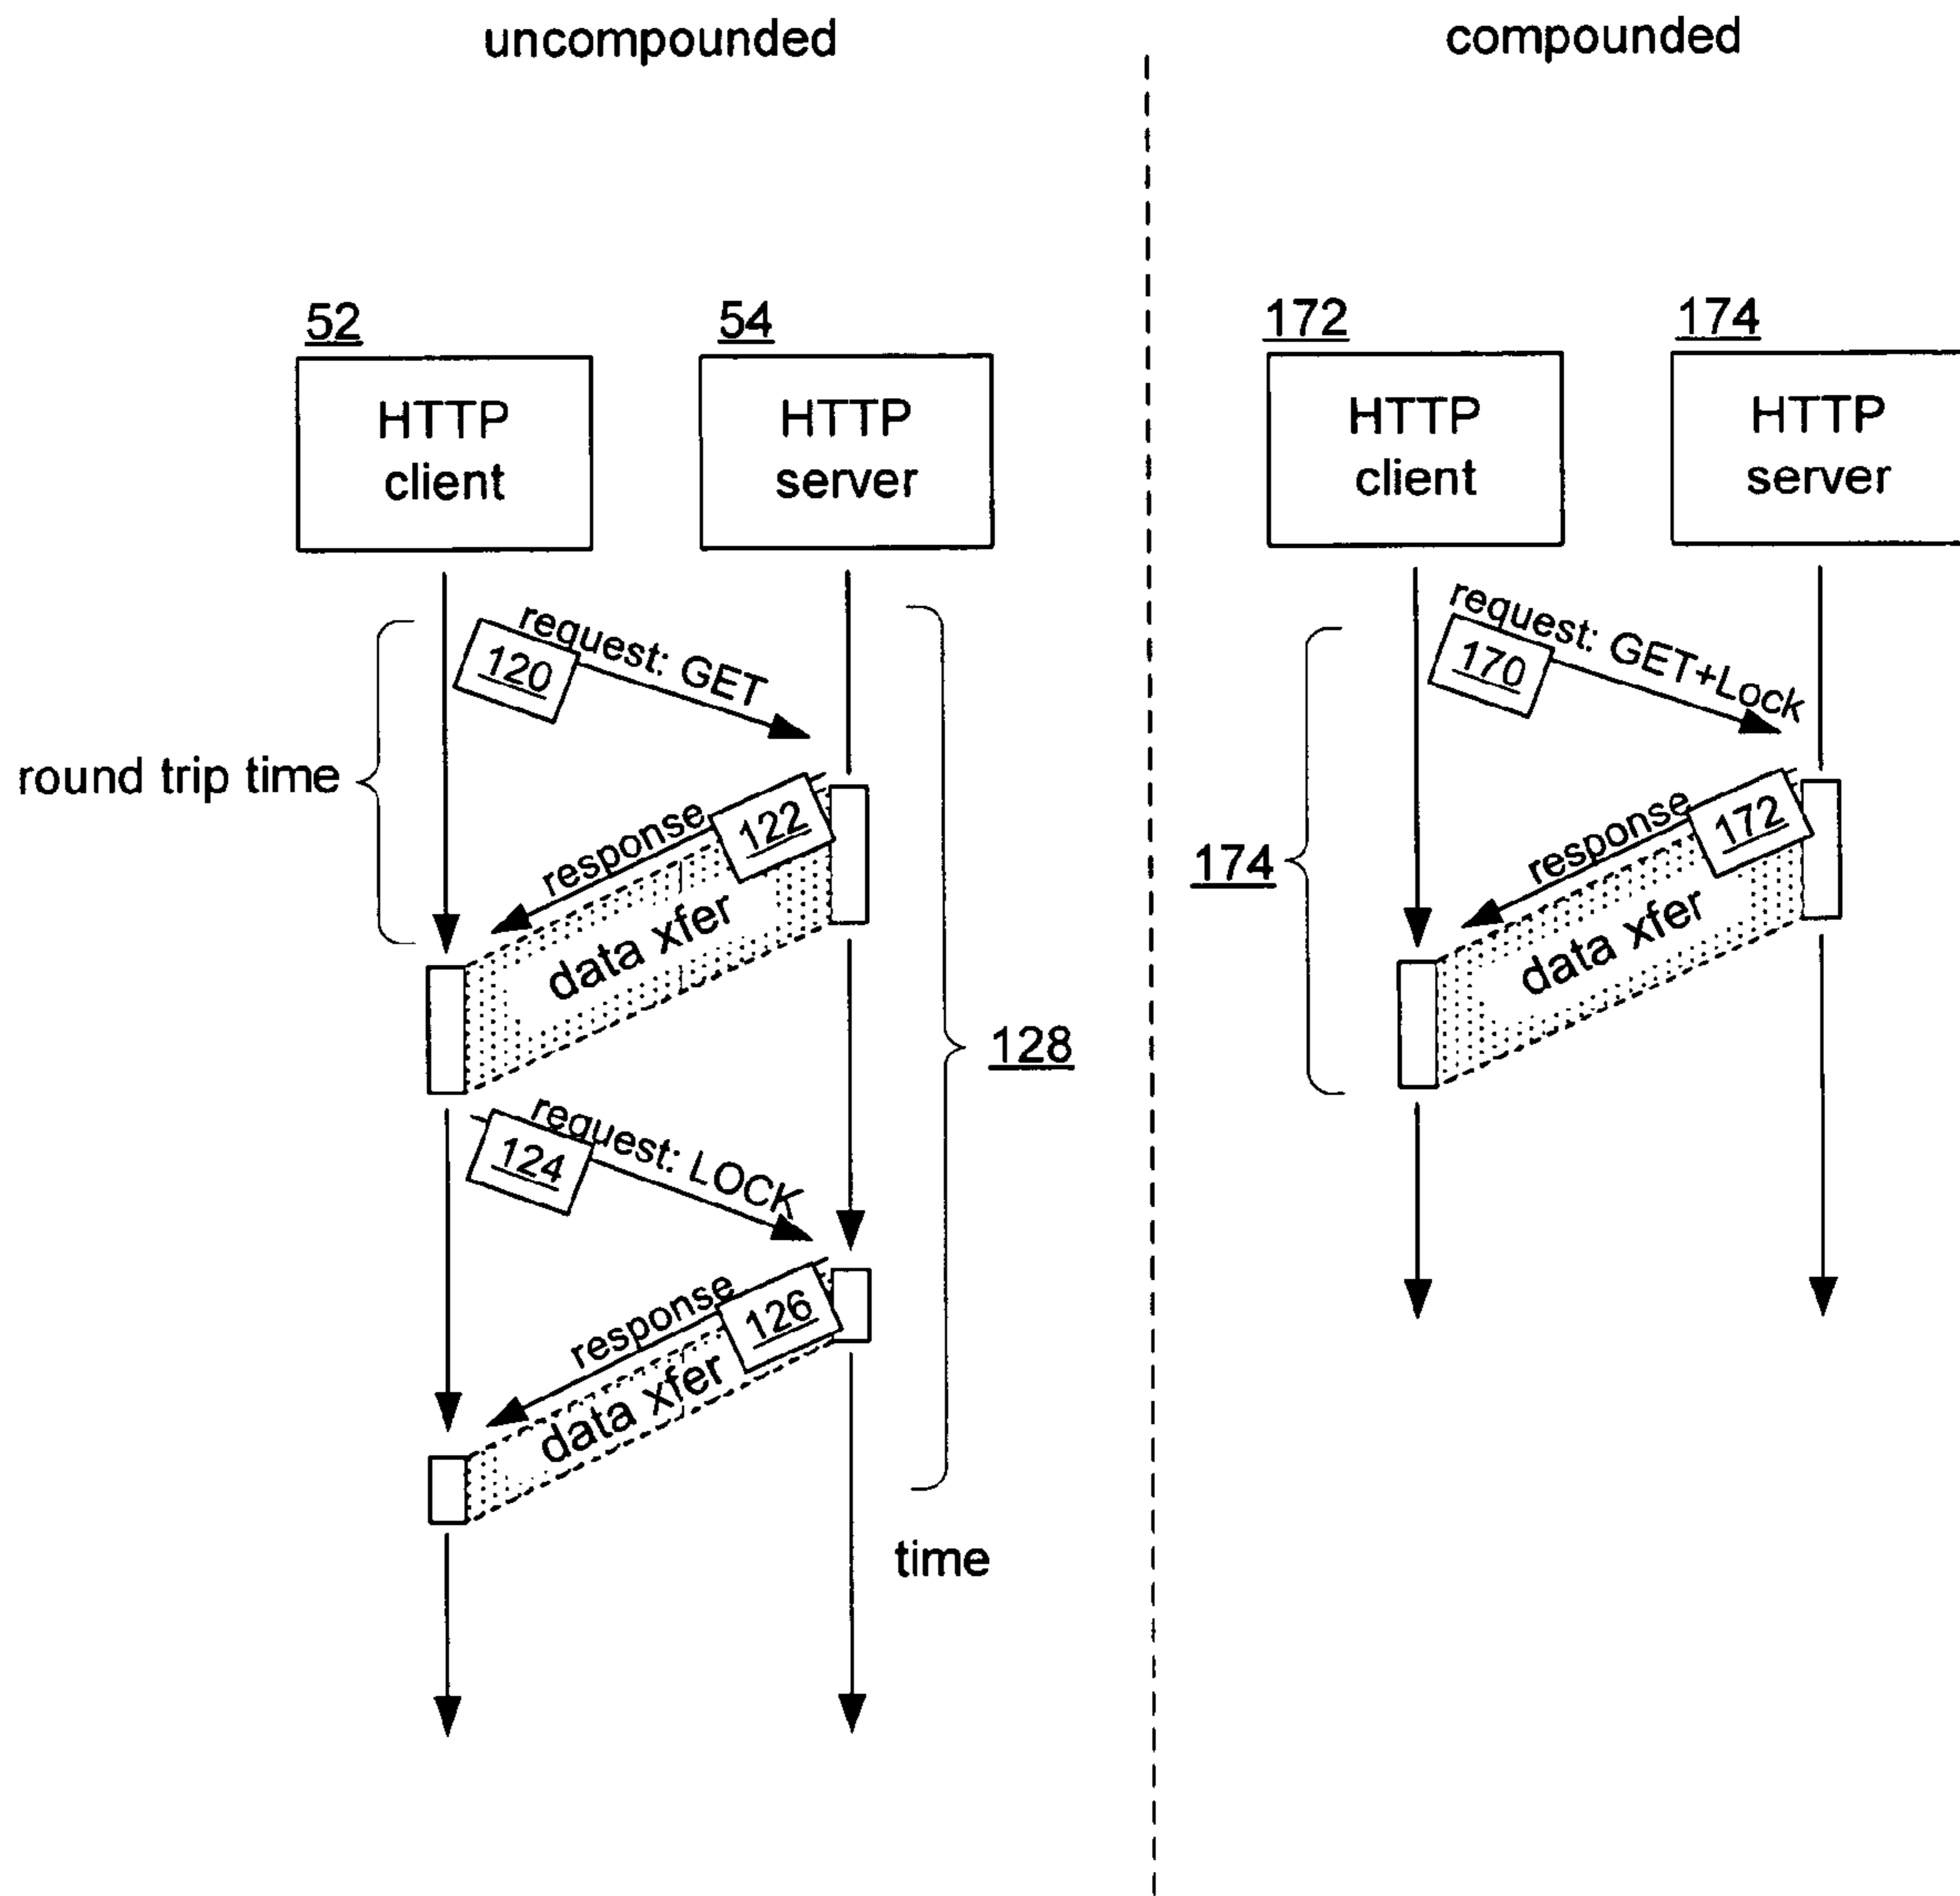 uncompounded
compounded
52
54
172
174
HTTP
client
HTTP
server
HTTP
client
HTTP
server
request: GET
120
round trip time
response
122
data xfer
128
request: LOCK
124
response
126
data xfer
time
request: GET+Lock
170
response
172
data xfer
174